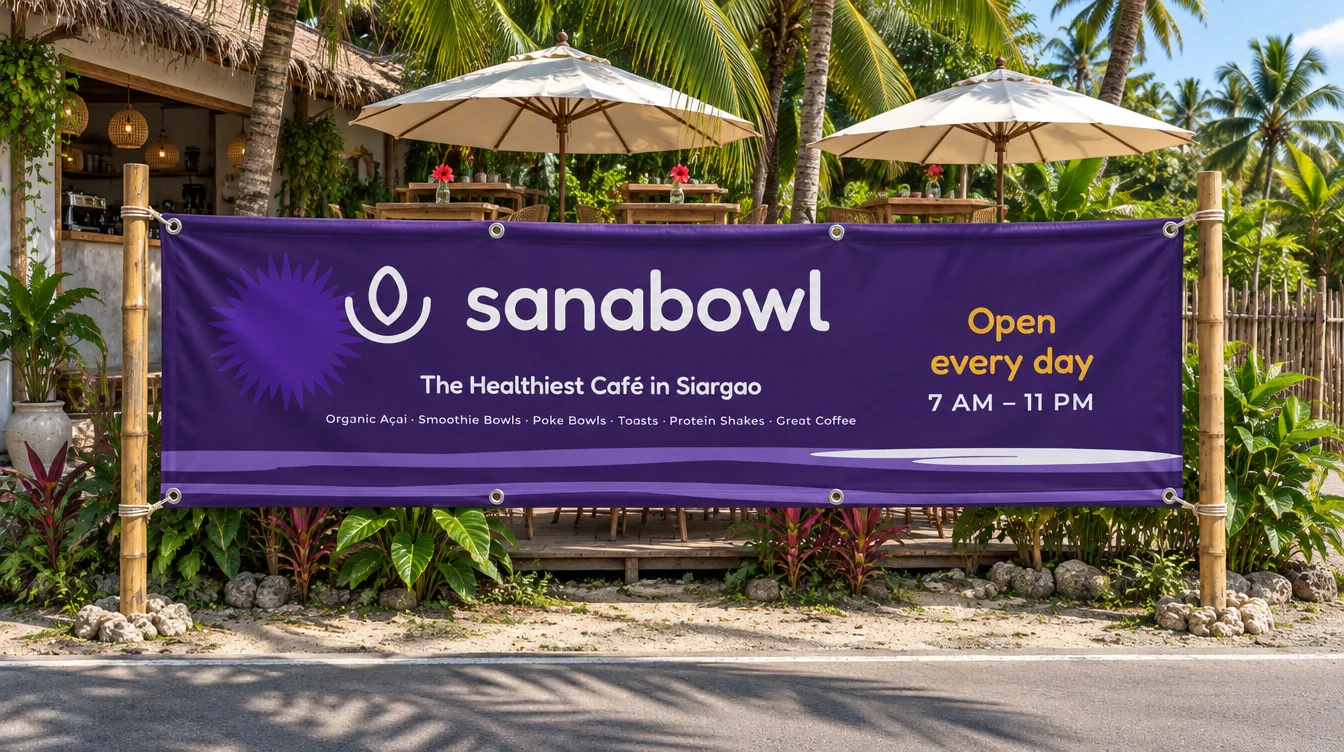 sanabowl
The Healthiest Café in Siargao
Organic Açai · Smoothie Bowls · Poke Bowls · Toasts · Protein Shakes · Great Coffee
Open
every day
7 AM – 11 PM